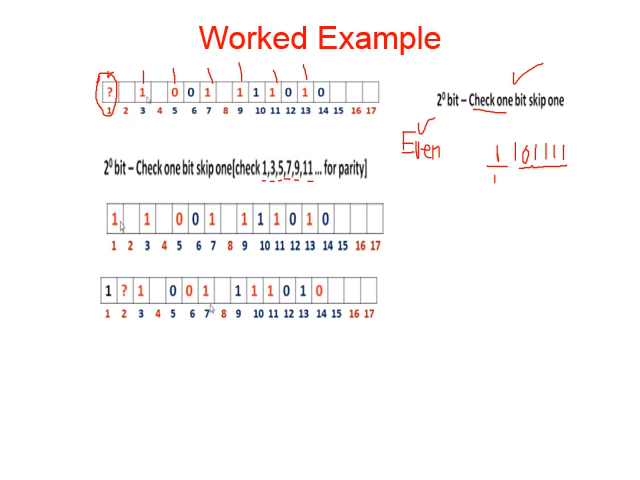 Worked Example
? 1 0 0 1 1 1 1 0 1 0
1 2 3 4 5 6 7 8 9 10 11 12 13 14 15 16 17
2⁰ bit – Check one bit skip one
Even
1 101111
1
2⁰ bit – Check one bit skip one[check 1,3,5,7,9,11 ... for parity]
1 1 0 0 1 1 1 1 0 1 0
1 2 3 4 5 6 7 8 9 10 11 12 13 14 15 16 17
1 ? 1 0 0 1 1 1 1 0 1 0
1 2 3 4 5 6 7 8 9 10 11 12 13 14 15 16 17